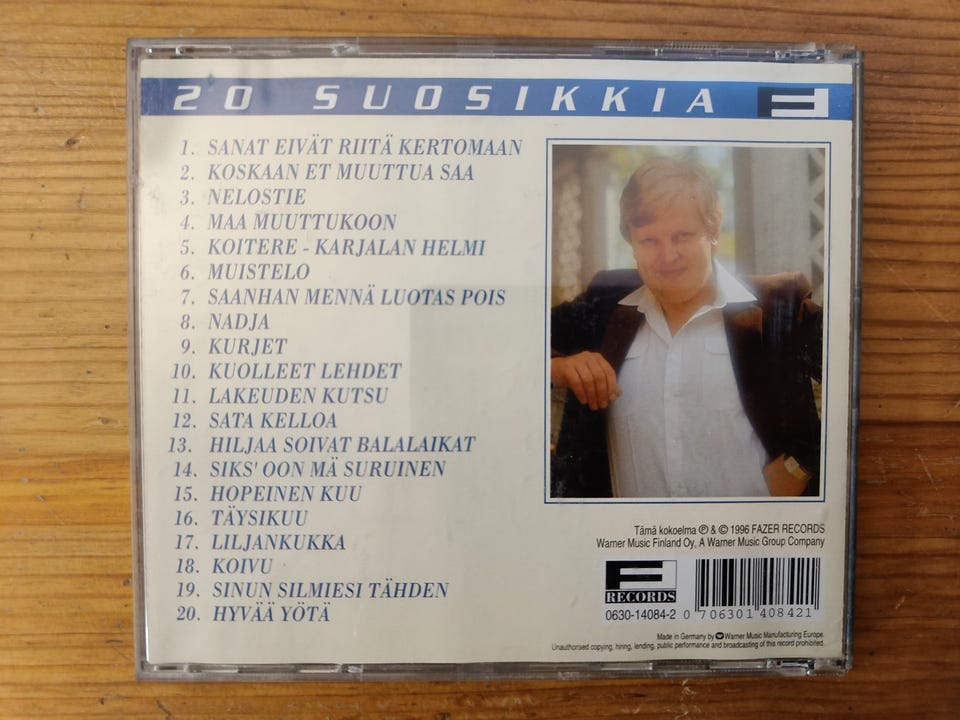 20 SUOSIKKIA
1. SANAT EIVÄT RIITÄ KERTOMAAN
2. KOSKAAN ET MUUTTUA SAA
3. NELOSTIE
4. MAA MUUTTUKOON
5. KOITERE - KARJALAN HELMI
6. MUISTELO
7. SAANHAN MENNÄ LUOTAS POIS
8. NADJA
9. KURJET
10. KUOLLEET LEHDET
11. LAKEUDEN KUTSU
12. SATA KELLOA
13. HILJAA SOIVAT BALALAIKAT
14. SIKS' OON MÄ SURUINEN
15. HOPEINEN KUU
16. TÄYSIKUU
17. LILJANKUKKA
18. KOIVU
19. SINUN SILMIESI TÄHDEN
20. HYVÄÄ YÖTÄ
Tämä kokoelma ℗ & © 1996 FAZER RECORDS
Warner Music Finland Oy, A Warner Music Group Company
F RECORDS
0630-14084-2
0 706301 408421
Made in Germany by Warner Music Manufacturing Europe.
Unauthorised copying, hiring, lending, public performance and broadcasting of this record prohibited.